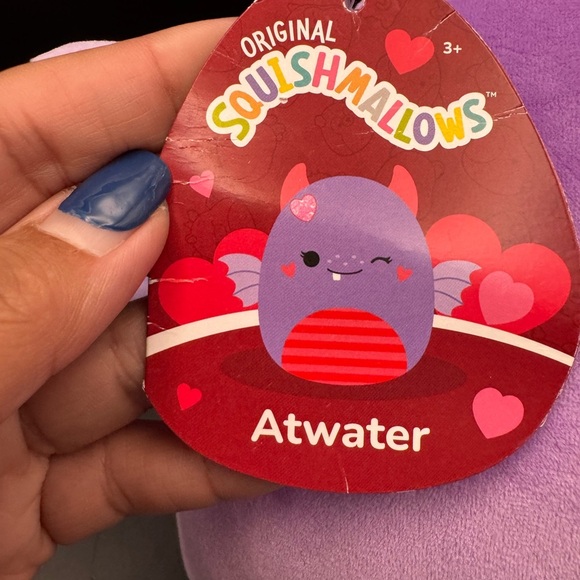 ORIGINAL
SQUISHMALLOWS™
3+
Atwater